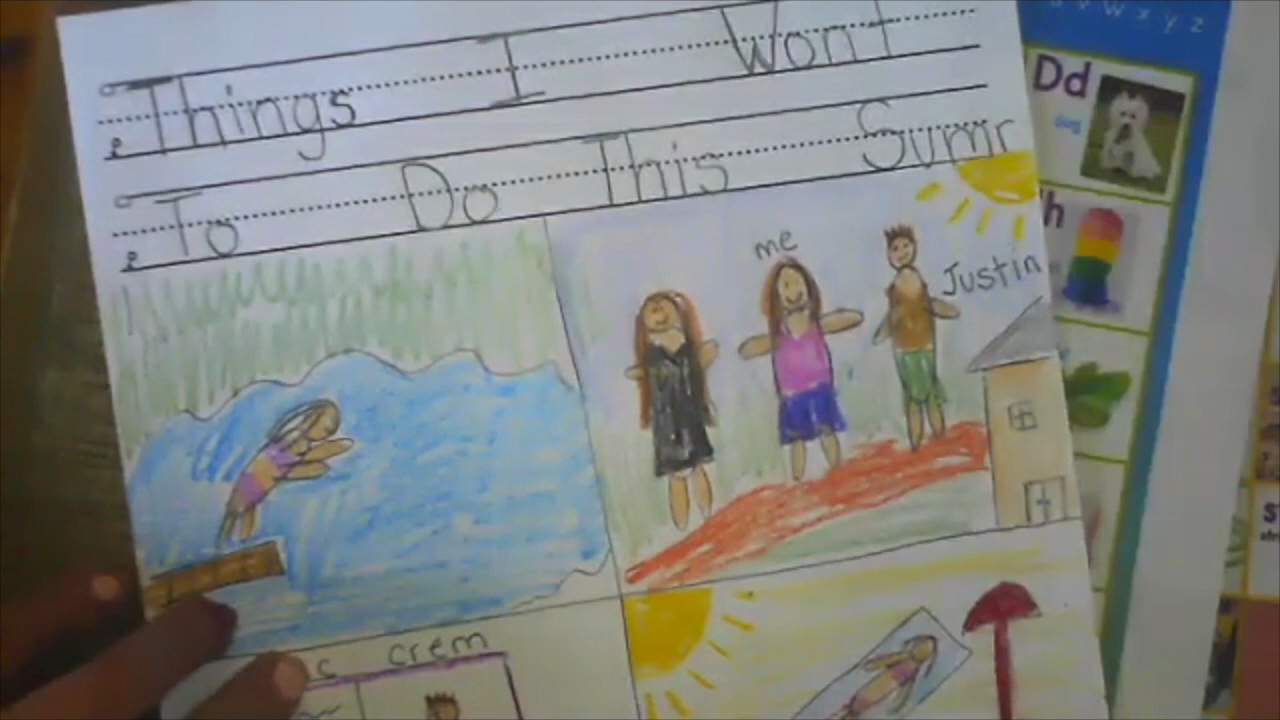 Things I Wont
To Do This Sumr
me
Justin
crem
v w x y z
Dd
dog